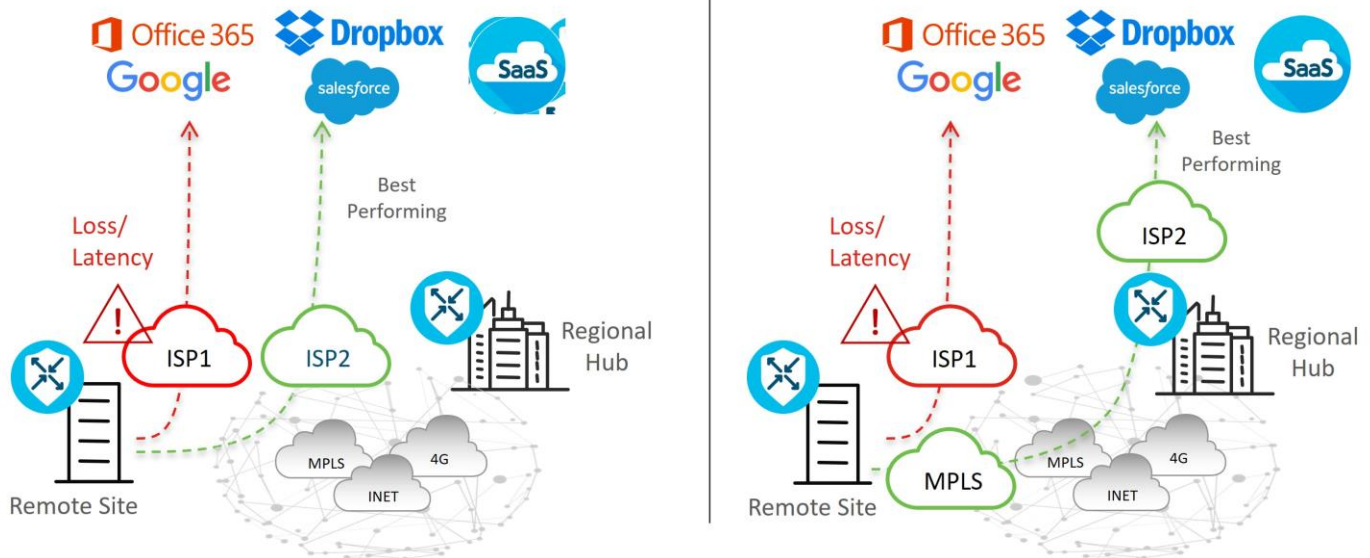 Office 365
Dropbox
SaaS
Google
salesforce
Best
Performing
Loss/
Latency
!
ISP1
ISP2
Regional
Hub
MPLS
4G
INET
Remote Site
Office 365
Dropbox
SaaS
Google
salesforce
Best
Performing
ISP2
Loss/
Latency
!
ISP1
Regional
Hub
MPLS
4G
MPLS
INET
Remote Site